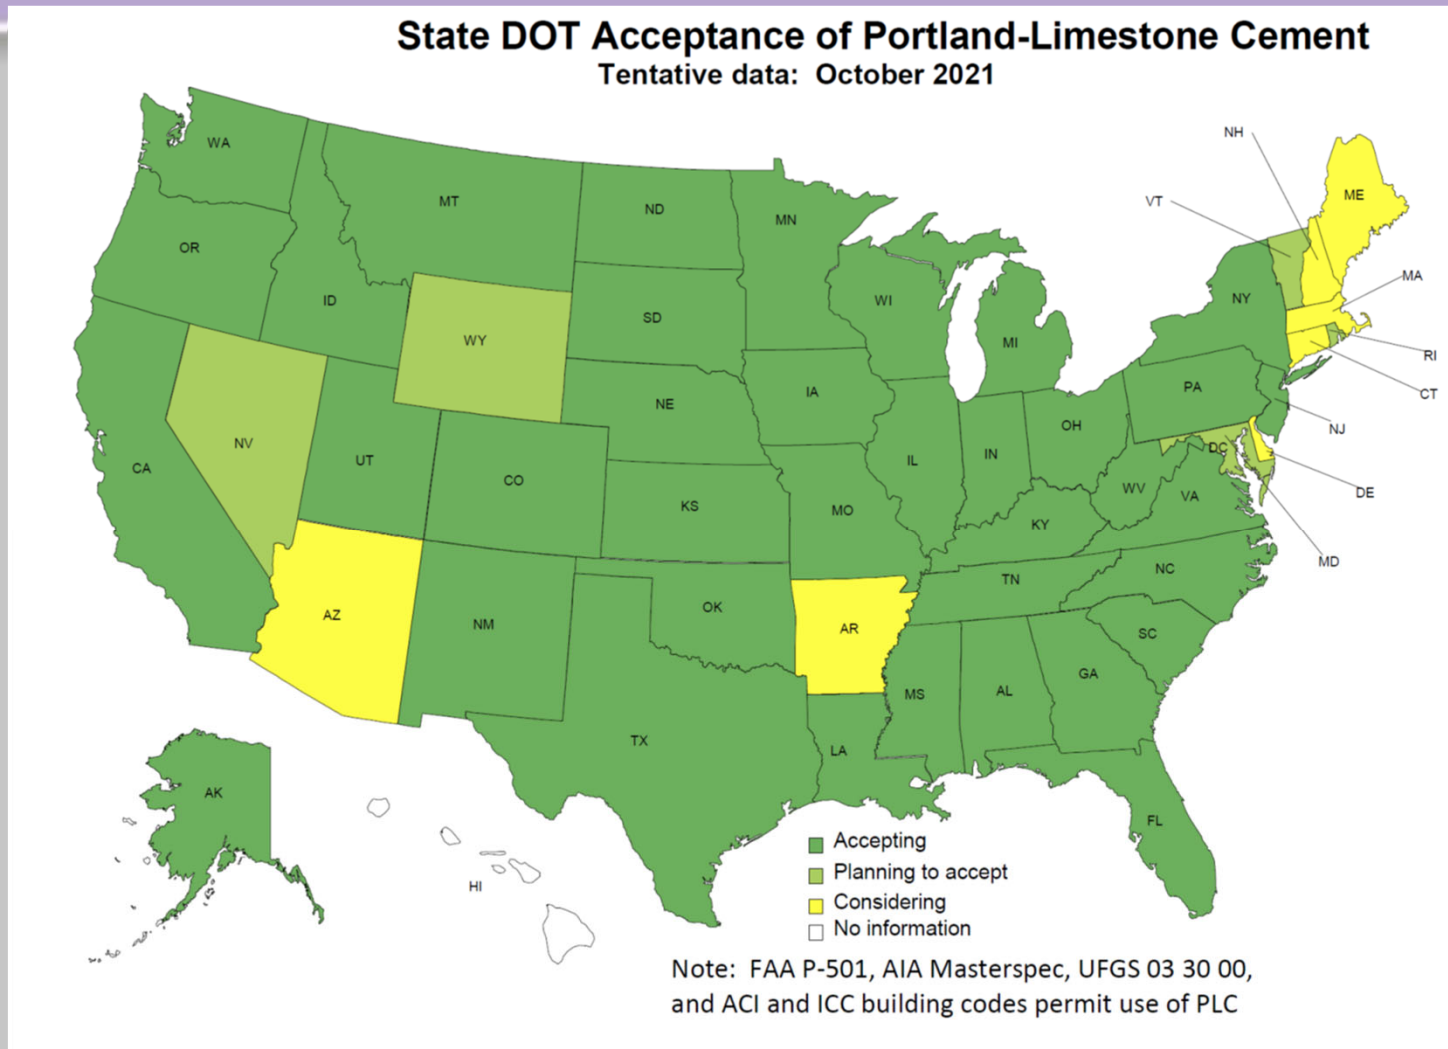 State DOT Acceptance of Portland-Limestone Cement
Tentative data: October 2021
NH
WA
ME
MT
VT
ND
MN
OR
MA
ID
WI
NY
SD
WY
MI
RI
PA
IA
CT
NE
OH
NJ
NV
DC
IN
UT
IL
CA
CO
WV
DE
VA
KS
MO
KY
MD
NC
TN
OK
AZ
NM
AR
SC
GA
MS
AL
TX
LA
AK
FL
HI
Accepting
Planning to accept
Considering
No information
Note: FAA P-501, AIA Masterspec, UFGS 03 30 00,
and ACI and ICC building codes permit use of PLC